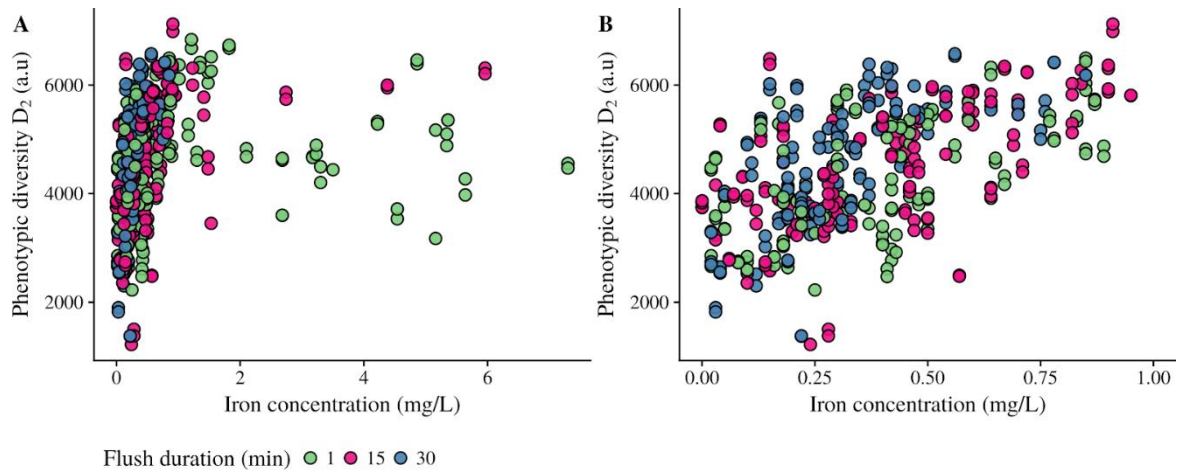 A
B
Phenotypic diversity D₂ (a.u)
6000
4000
2000
0
2
4
6
Iron concentration (mg/L)
Phenotypic diversity D₂ (a.u)
6000
4000
2000
0.00
0.25
0.50
0.75
1.00
Iron concentration (mg/L)
Flush duration (min) 1 15 30